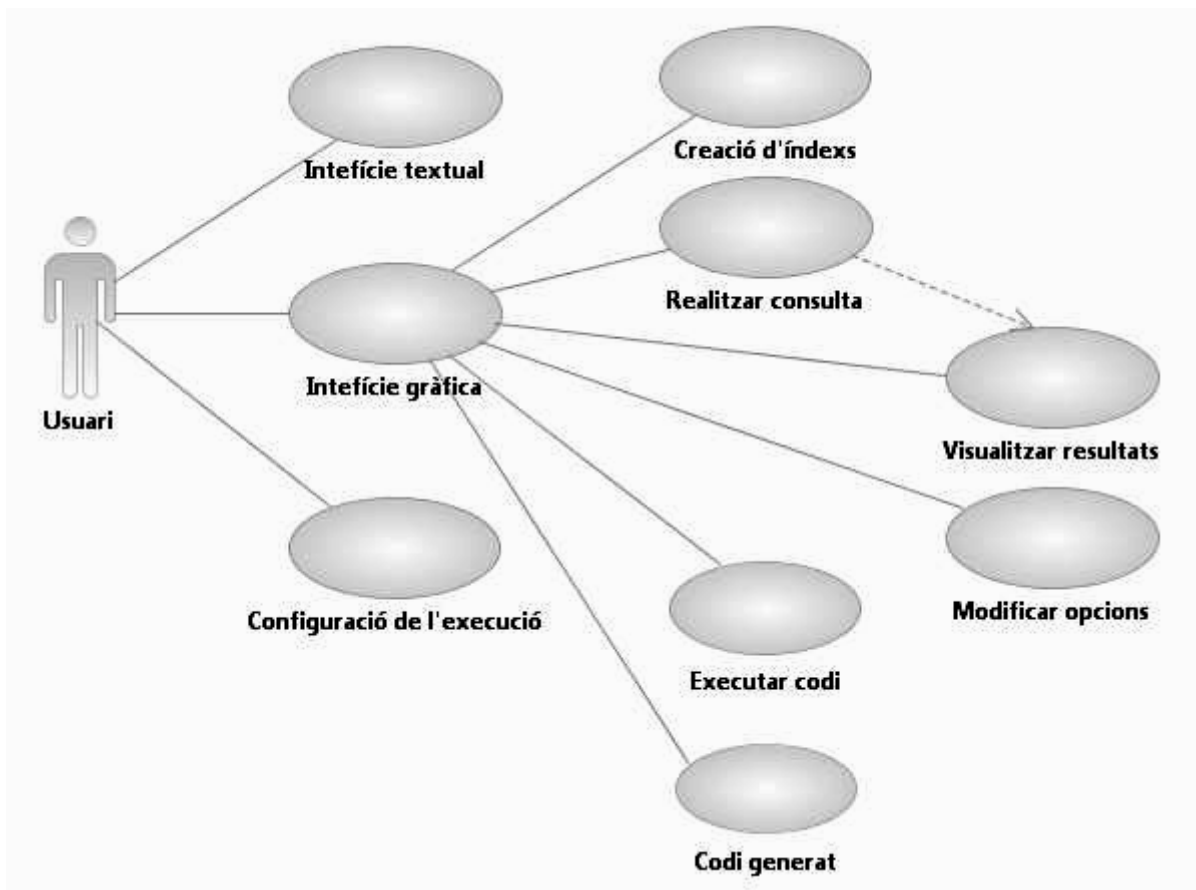 Intefície textual
Creació d'índexs
Realitzar consulta
Intefície gràfica
Usuari
Visualitzar resultats
Configuració de l'execució
Modificar opcions
Executar codi
Codi generat